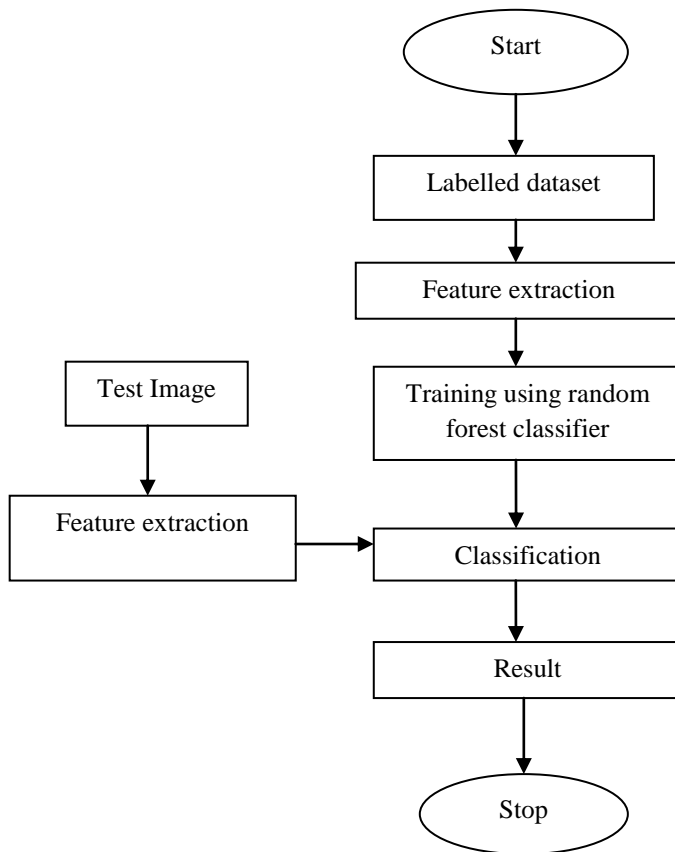 Start
Labelled dataset
Feature extraction
Test Image
Training using random
forest classifier
Feature extraction
Classification
Result
Stop